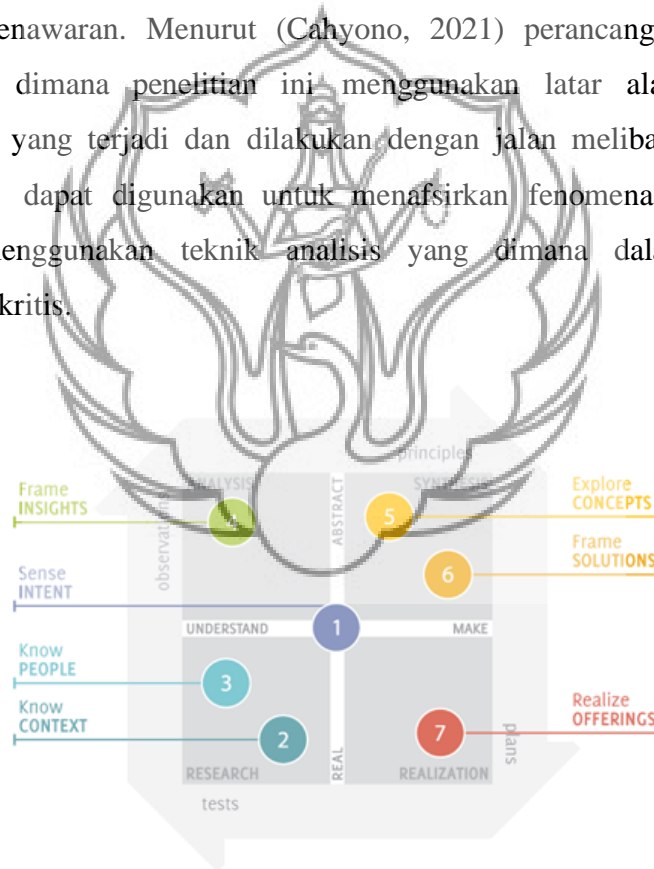 enawaran. Menurut (Cahyono, 2021) perancang
dimana penelitian ini menggunakan latar ala
yang terjadi dan dilakukan dengan jalan meliba
dapat digunakan untuk menafsirkan fenomena
enggunakan teknik analisis yang dimana dala
kritis.
principles
ANALYSIS
SYNTHESIS
Frame
INSIGHTS
4
observations
ABSTRACT
5
Explore
CONCEPTS
Frame
SOLUTIONS
6
Sense
INTENT
UNDERSTAND
1
MAKE
Know
PEOPLE
3
Know
CONTEXT
2
7
Realize
OFFERINGS
plans
REAL
RESEARCH
REALIZATION
tests